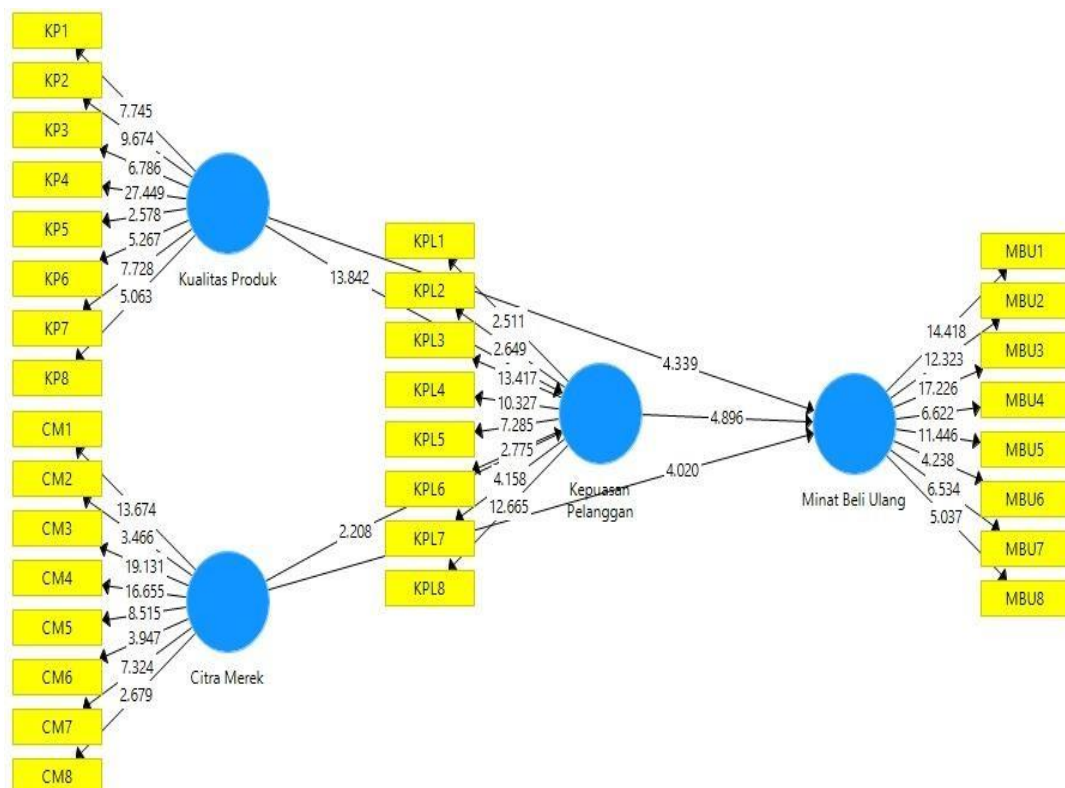 KP1
KP2
KP3
KP4
KP5
KP6
KP7
KP8
7.745
9.674
6.786
27.449
2.578
5.267
7.728
5.063
Kualitas Produk
CM1
CM2
CM3
CM4
CM5
CM6
CM7
CM8
13.674
3.466
19.131
16.655
8.515
3.947
7.324
2.679
Citra Merek
13.842
2.208
KPL1
KPL2
KPL3
KPL4
KPL5
KPL6
KPL7
KPL8
2.511
2.649
13.417
10.327
7.285
2.775
4.158
12.665
Kepuasan
Pelanggan
4.339
4.896
4.020
Minat Beli Ulang
14.418
12.323
17.226
6.622
11.446
4.238
6.534
5.037
MBU1
MBU2
MBU3
MBU4
MBU5
MBU6
MBU7
MBU8